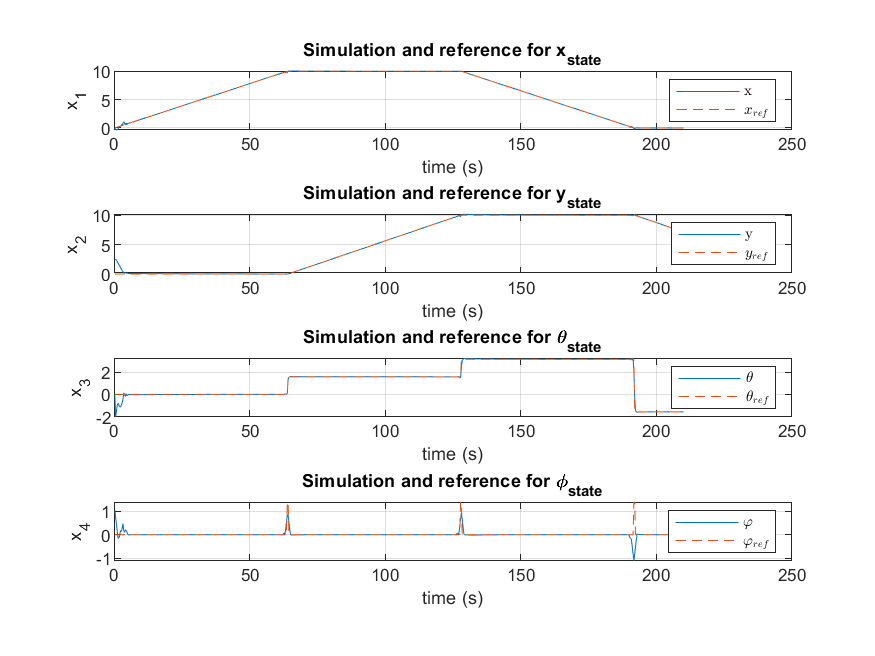 Simulation and reference for x_state
10
5
0
x_1
x
x_ref
0 50 100 150 200 250
time (s)
Simulation and reference for y_state
10
5
0
x_2
y
y_ref
0 50 100 150 200 250
time (s)
Simulation and reference for θ_state
2
0
-2
x_3
θ
θ_ref
0 50 100 150 200 250
time (s)
Simulation and reference for ϕ_state
1
0
-1
x_4
φ
φ_ref
0 50 100 150 200 250
time (s)